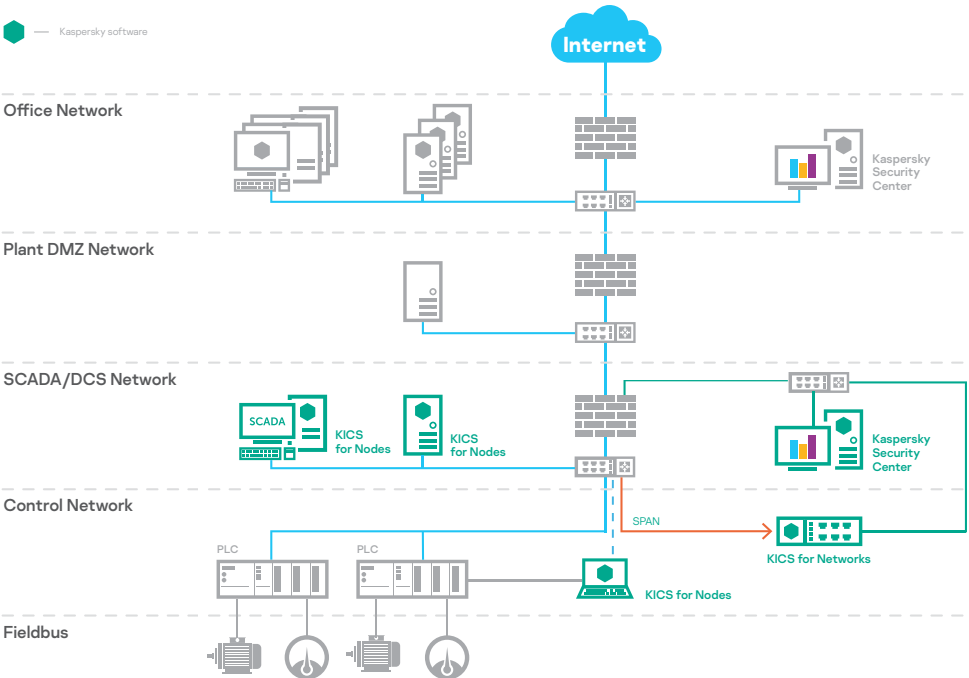 Kaspersky software
Internet
Office Network
Kaspersky
Security
Center
Plant DMZ Network
SCADA/DCS Network
SCADA
KICS
for Nodes
KICS
for Nodes
Kaspersky
Security
Center
Control Network
SPAN
PLC
PLC
KICS for Networks
KICS for Nodes
Fieldbus